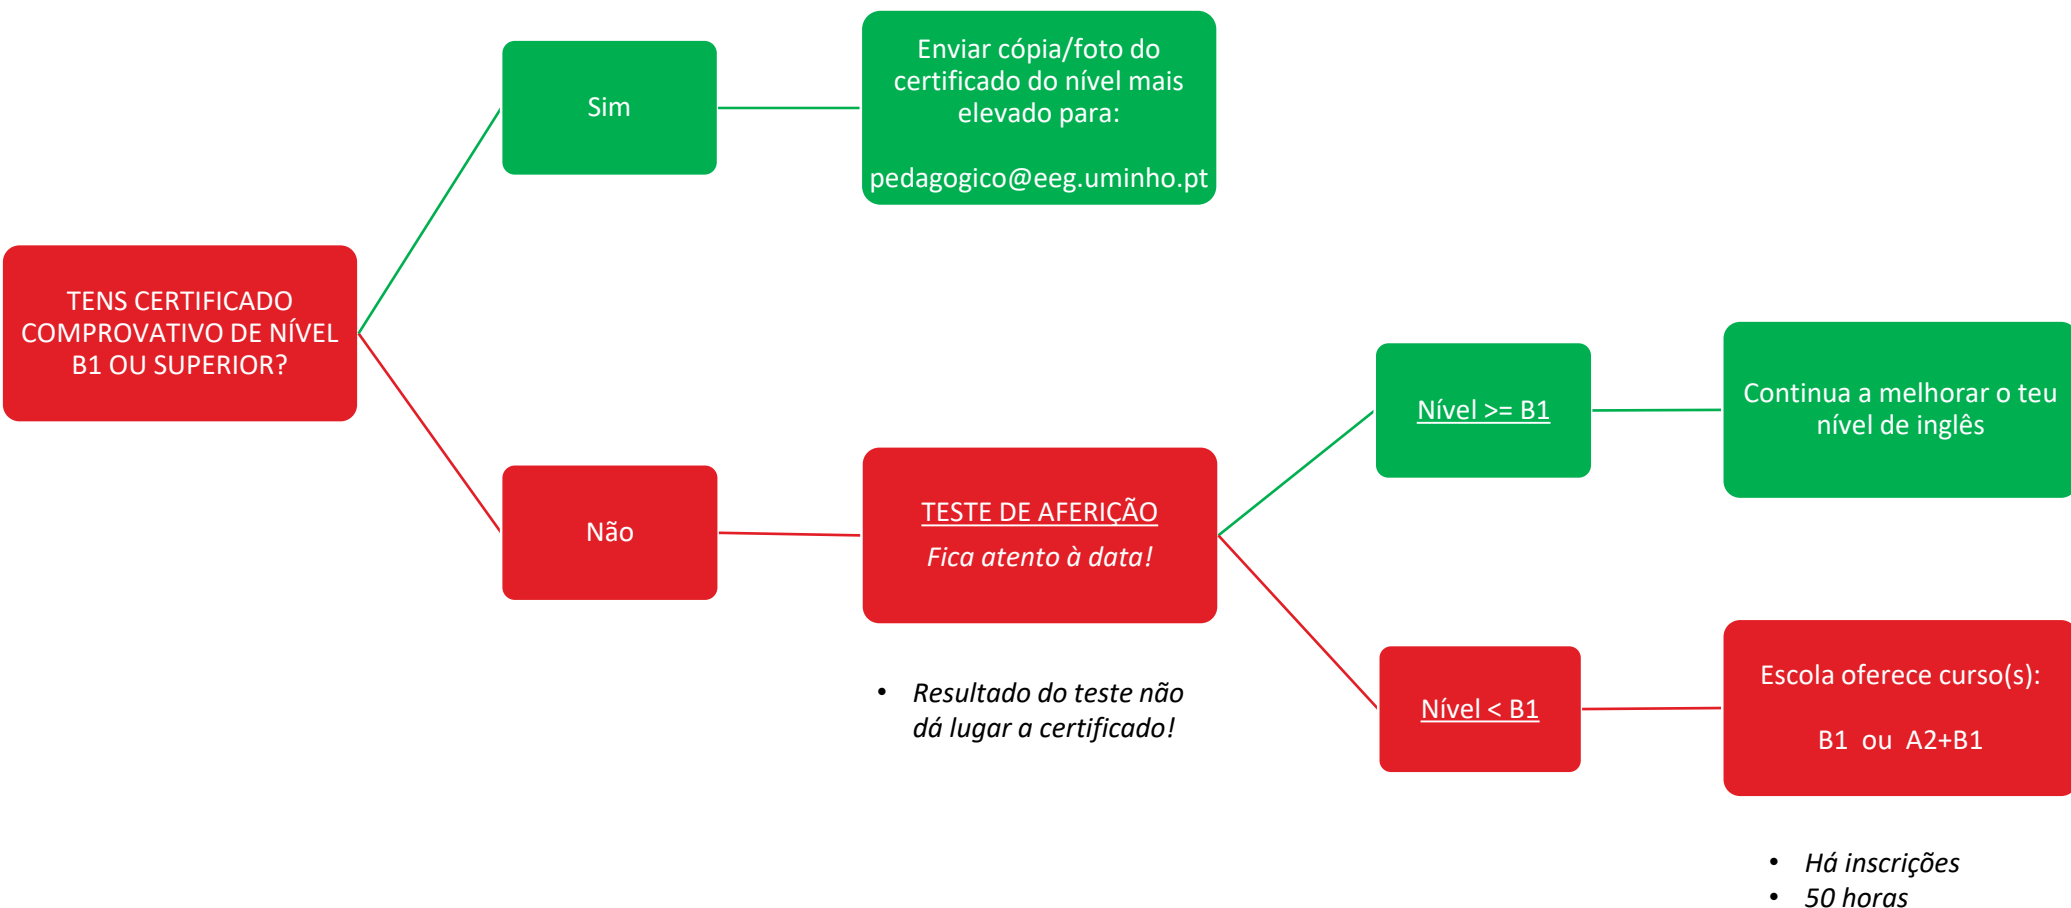 TENS CERTIFICADO
COMPROVATIVO DE NÍVEL
B1 OU SUPERIOR?
Sim
Enviar cópia/foto do
certificado do nível mais
elevado para:
pedagogico@eeg.uminho.pt
Não
TESTE DE AFERIÇÃO
Fica atento à data!
• Resultado do teste não
dá lugar a certificado!
Nível >= B1
Continua a melhorar o teu
nível de inglês
Nível < B1
Escola oferece curso(s):
B1 ou A2+B1
• Há inscrições
• 50 horas